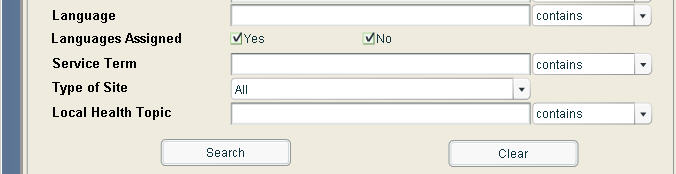 Language contains
Languages Assigned Yes No
Service Term contains
Type of Site All
Local Health Topic contains
Search Clear